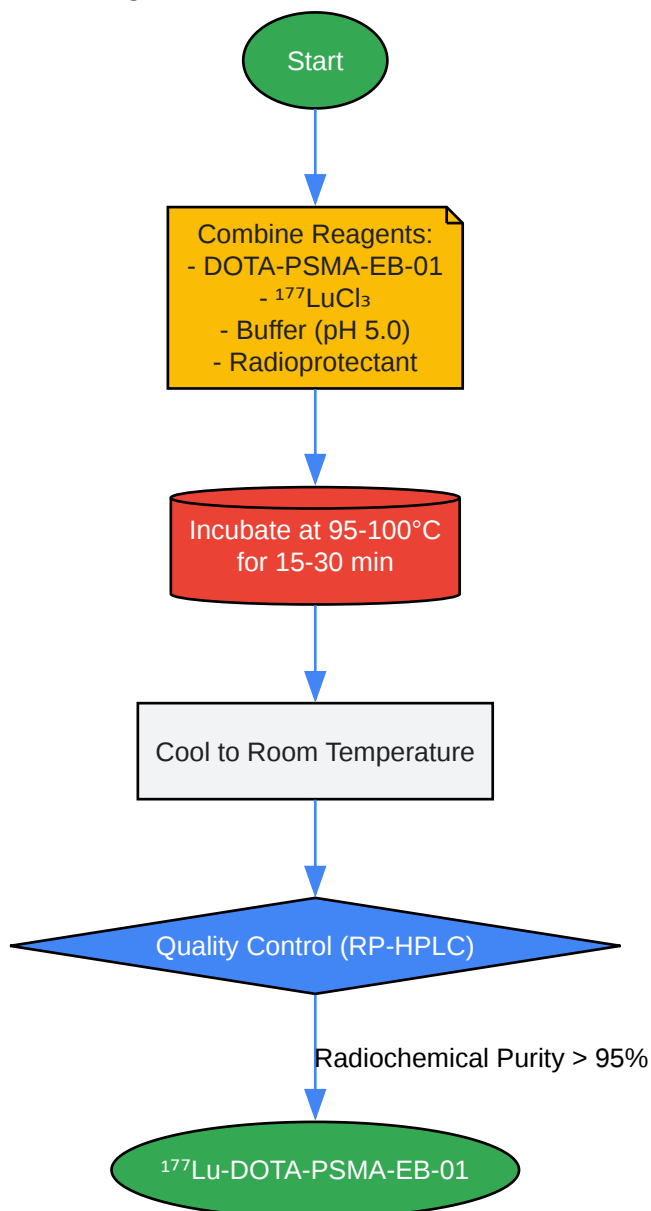 Start
Combine Reagents:
- DOTA-PSMA-EB-01
- ¹⁷⁷LuCl₃
- Buffer (pH 5.0)
- Radioprotectant
Incubate at 95-100°C
for 15-30 min
Cool to Room Temperature
Quality Control (RP-HPLC)
Radiochemical Purity > 95%
¹⁷⁷Lu-DOTA-PSMA-EB-01